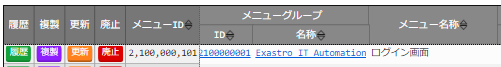 履歴 複製 更新 廃止 メニューID メニューグループ メニュー名称
ID 名称
履歴 複製 更新 廃止 2,100,000,101 2100000001 Exastro IT Automation ログイン画面